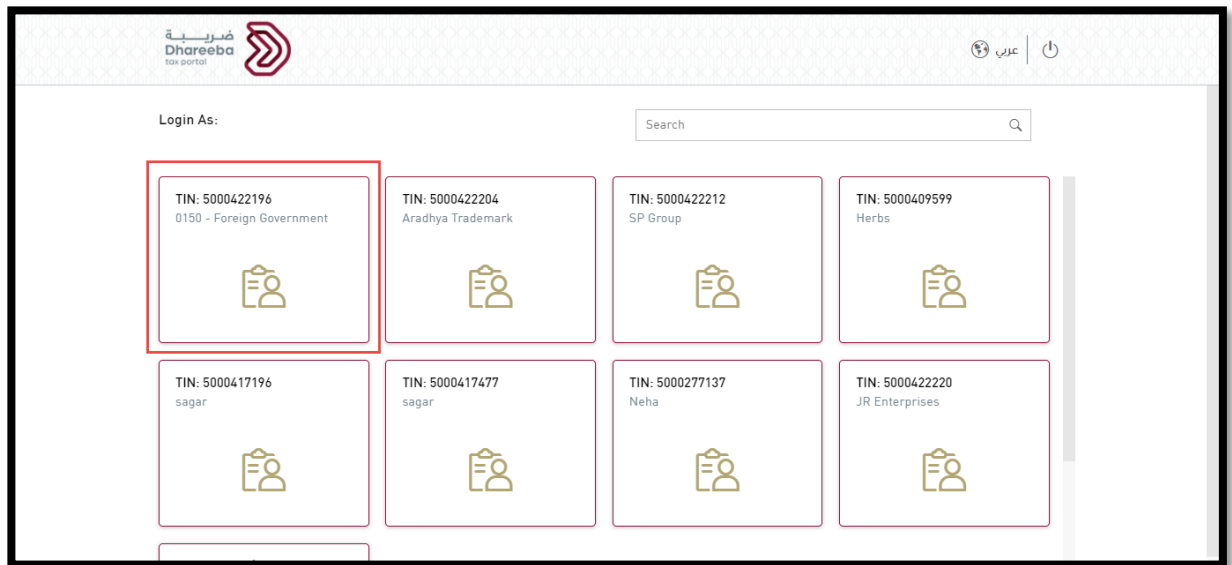 ضريبة
Dhareeba
tax portal
عربي
Login As:
Search
TIN: 5000422196
0150 - Foreign Government
TIN: 5000422204
Aradhya Trademark
TIN: 5000422212
SP Group
TIN: 5000409599
Herbs
TIN: 5000417196
sagar
TIN: 5000417477
sagar
TIN: 5000277137
Neha
TIN: 5000422220
JR Enterprises